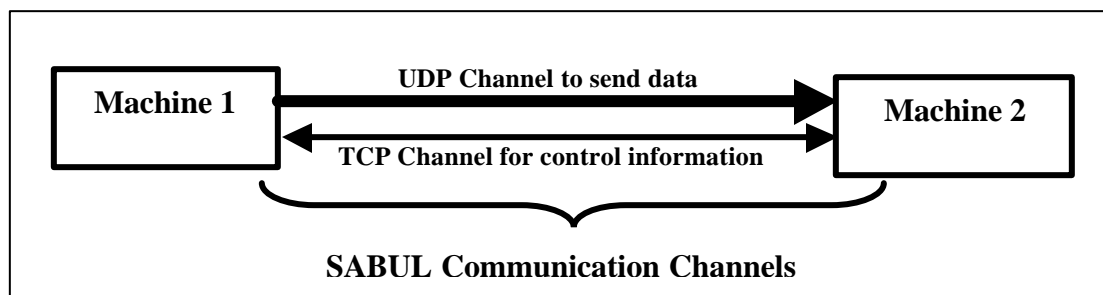 UDP Channel to send data
Machine 1
Machine 2
TCP Channel for control information
SABUL Communication Channels